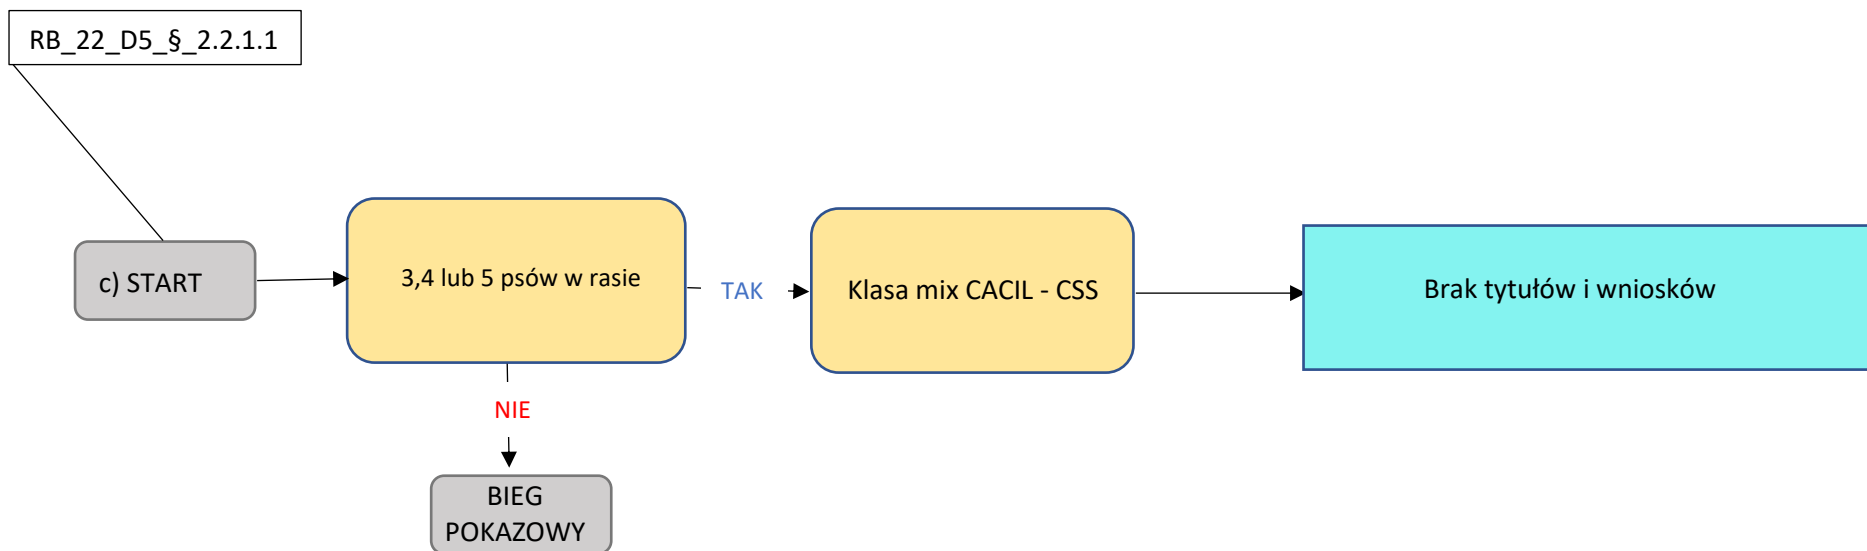 RB_22_D5_§_2.2.1.1
c) START
3,4 lub 5 psów w rasie
TAK
Klasa mix CACIL - CSS
Brak tytułów i wniosków
NIE
BIEG
POKAZOWY